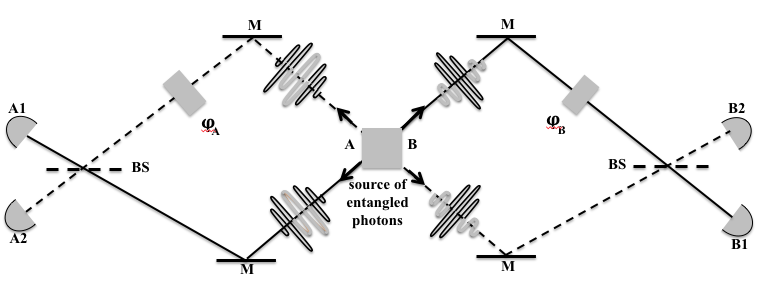 M
M
A1
φA
φB
B2
A
B
BS
BS
source of
entangled
photons
A2
B1
M
M